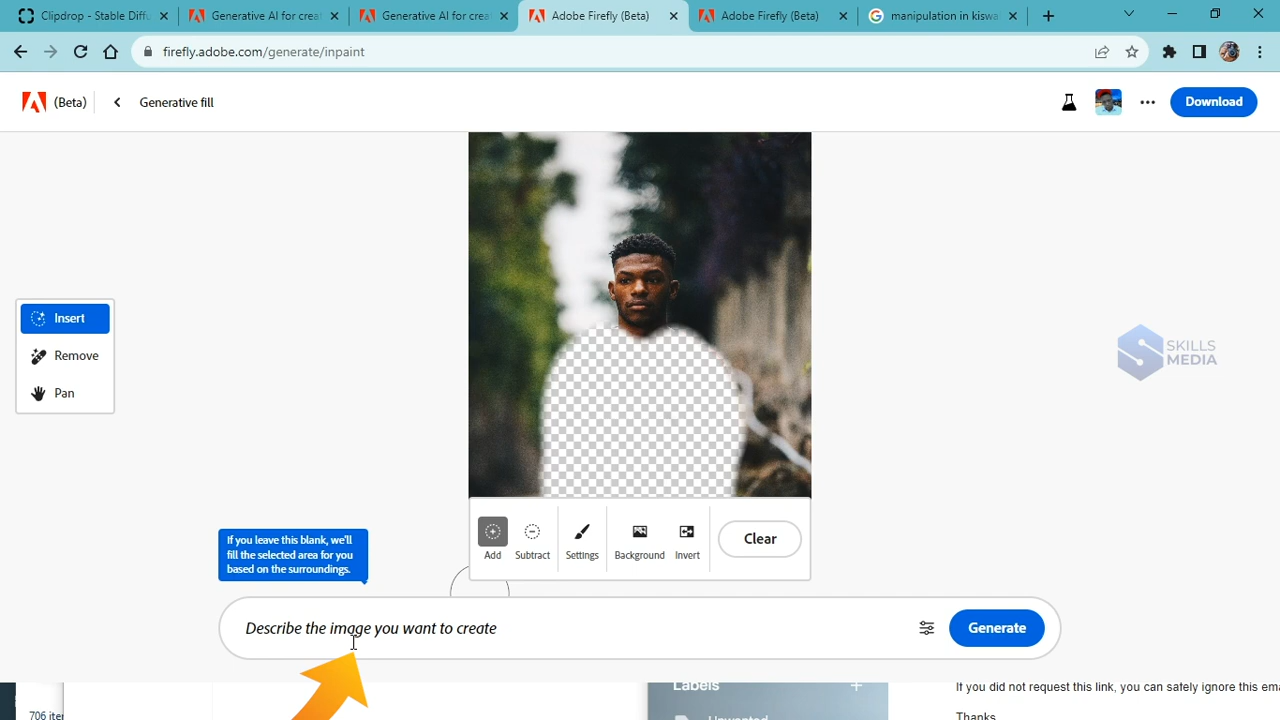 Clipdrop - Stable Diffu
Generative AI for creat
Generative AI for creat
Adobe Firefly (Beta)
Adobe Firefly (Beta)
manipulation in kiswa
firefly.adobe.com/generate/inpaint
(Beta)
Generative fill
Download
Insert
Remove
Pan
SKILLS
MEDIA
Add
Subtract
Settings
Background
Invert
Clear
If you leave this blank, we'll
fill the selected area for you
based on the surroundings.
Describe the image you want to create
Generate
706 iter
Labels
Unwanted
If you did not request this link, you can safely ignore this ema
Thanks